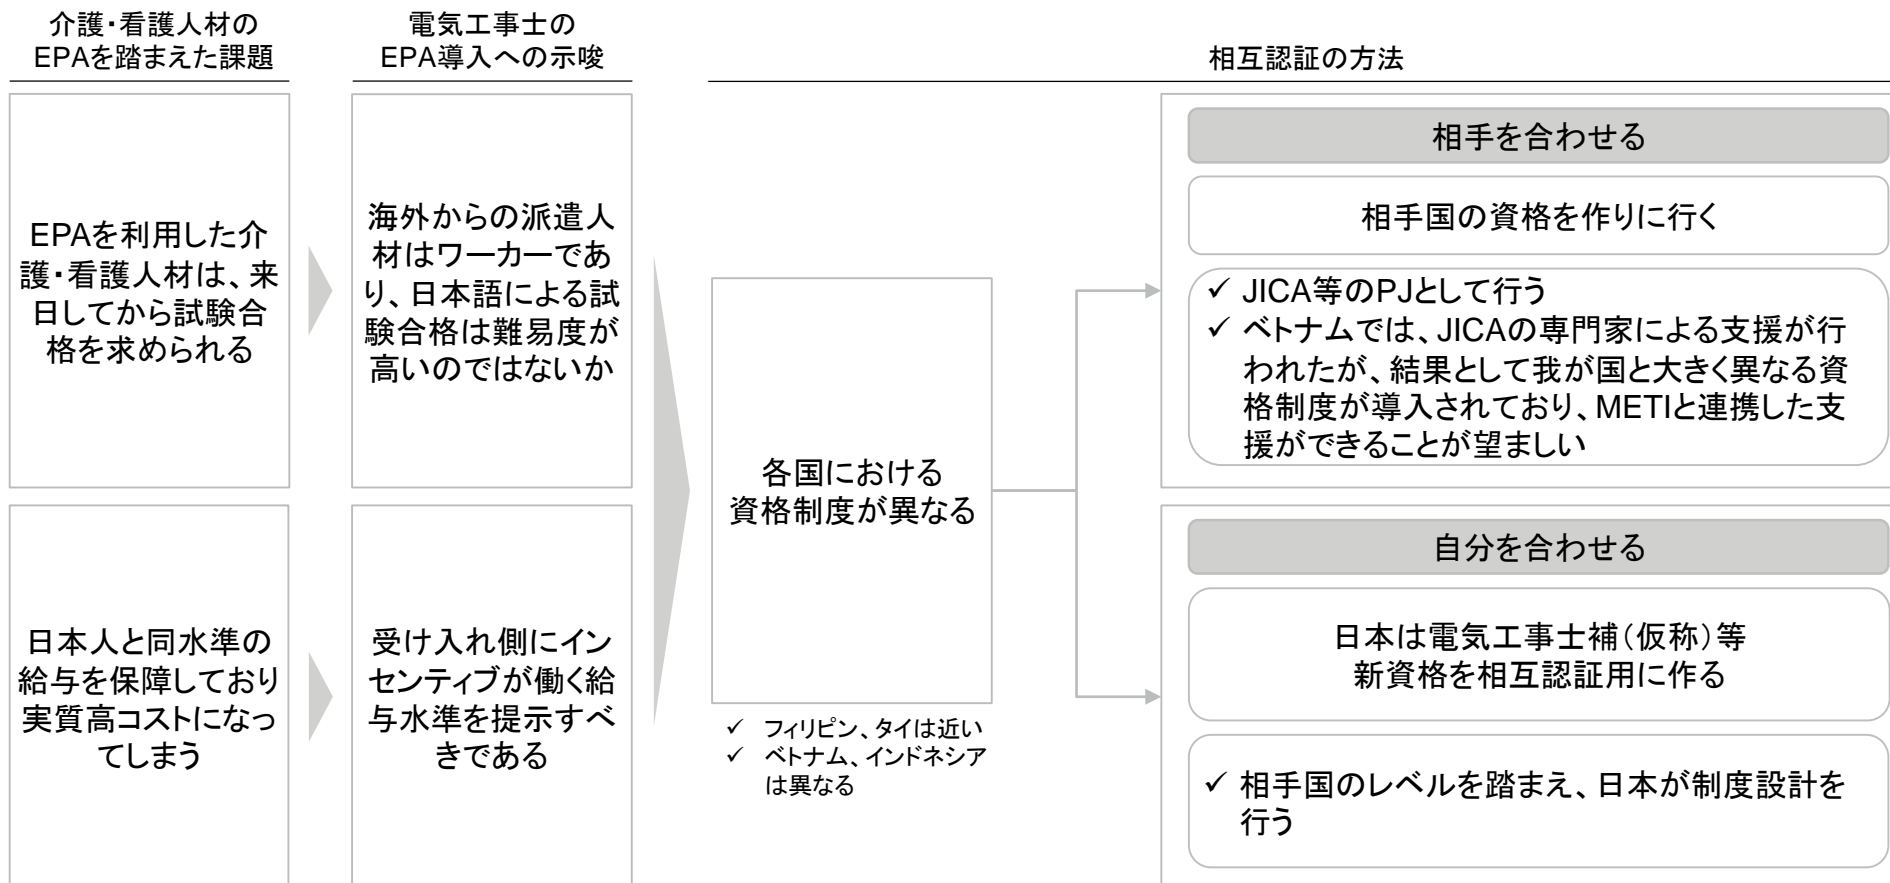 介護・看護人材の
EPAを踏まえた課題
電気工事士の
EPA導入への示唆
相互認証の方法
EPAを利用した介
護・看護人材は、来
日してから試験合
格を求められる
海外からの派遣人
材はワーカーであ
り、日本語による試
験合格は難易度が
高いのではないか
日本人と同水準の
給与を保障しており
実質高コストになっ
てしまう
受け入れ側にイン
センティブが働く給
与水準を提示すべ
きである
各国における
資格制度が異なる
✓ フィリピン、タイは近い
✓ ベトナム、インドネシア
は異なる
相手を合わせる
相手国の資格を作りに行く
✓ JICA等のPJとして行う
✓ ベトナムでは、JICAの専門家による支援が行
われたが、結果として我が国と大きく異なる資
格制度が導入されており、METIと連携した支
援ができることが望ましい
自分を合わせる
日本は電気工事士補（仮称）等
新資格を相互認証用に作る
✓ 相手国のレベルを踏まえ、日本が制度設計を
行う